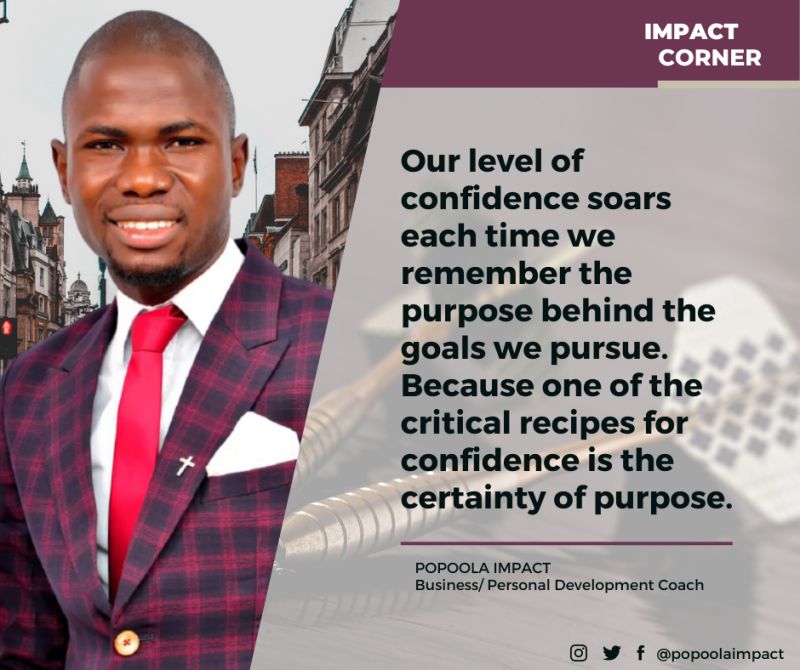 IMPACT
CORNER
Our level of
confidence soars
each time we
remember the
purpose behind the
goals we pursue.
Because one of the
critical recipes for
confidence is the
certainty of purpose.
POPOOLA IMPACT
Business/ Personal Development Coach
@popoolaimpact